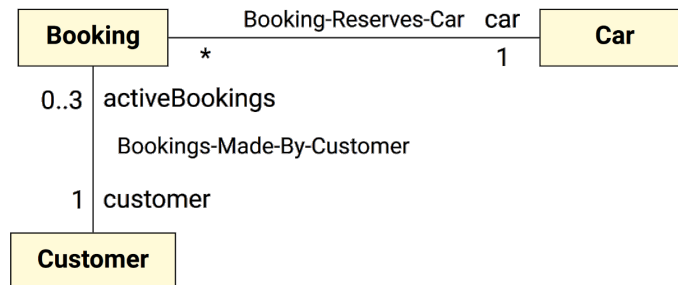 Booking-Reserves-Car car
Booking
Car
* 1
0..3 activeBookings
Bookings-Made-By-Customer
1 customer
Customer